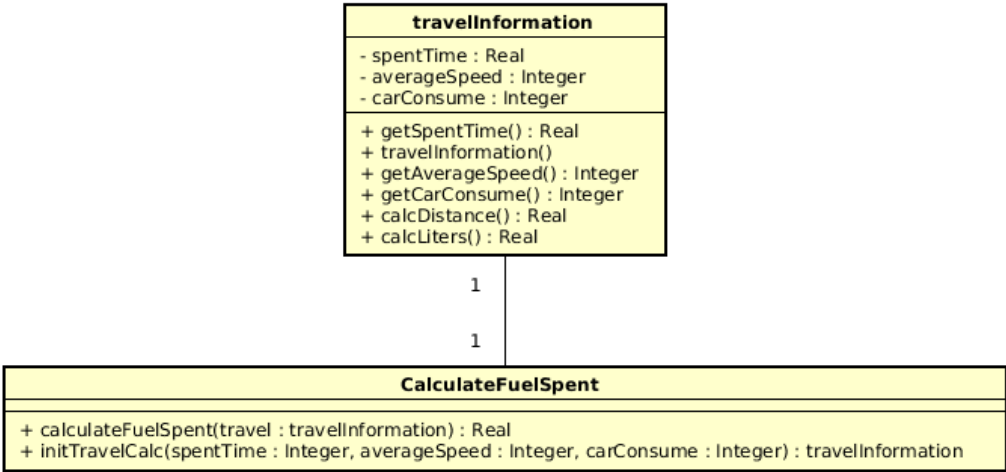 travelInformation
- spentTime : Real
- averageSpeed : Integer
- carConsume : Integer
+ getSpentTime() : Real
+ travelInformation()
+ getAverageSpeed() : Integer
+ getCarConsume() : Integer
+ calcDistance() : Real
+ calcLiters() : Real
1
1
CalculateFuelSpent
+ calculateFuelSpent(travel : travelInformation) : Real
+ initTravelCalc(spentTime : Integer, averageSpeed : Integer, carConsume : Integer) : travelInformation